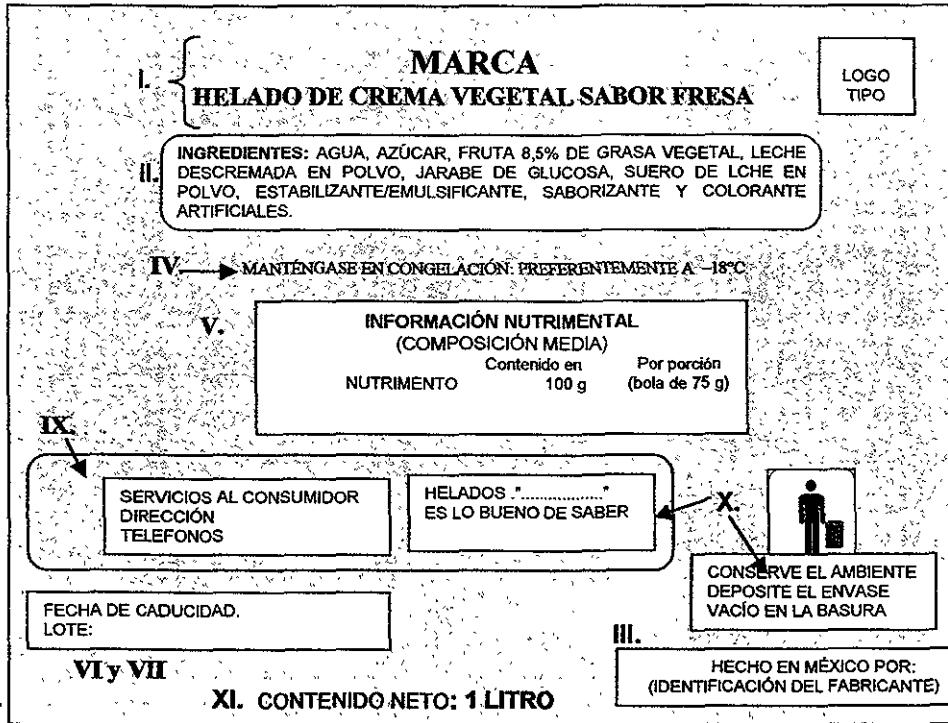 I. MARCA
HELADO DE CREMA VEGETAL SABOR FRESA
LOGO
TIPO
II. INGREDIENTES: AGUA, AZÚCAR, FRUTA 8,5% DE GRASA VEGETAL, LECHE
DESCREMADA EN POLVO, JARABE DE GLUCOSA, SUERO DE LCHE EN
POLVO, ESTABILIZANTE/EMULSIFICANTE, SABORIZANTE Y COLORANTE
ARTIFICIALES.
IV. MANTÉNGASE EN CONGELACIÓN: PREFERENTEMENTE A -18°C
V. INFORMACIÓN NUTRIMENTAL
(COMPOSICIÓN MEDIA)
Contenido en Por porción
NUTRIMENTO 100 g (bola de 75 g)
IX.
SERVICIOS AL CONSUMIDOR
DIRECCIÓN
TELEFONOS
HELADOS ."..................."
ES LO BUENO DE SABER
X.
CONSERVE EL AMBIENTE
DEPOSITE EL ENVASE
VACÍO EN LA BASURA
FECHA DE CADUCIDAD.
LOTE:
VI y VII
III.
HECHO EN MÉXICO POR:
(IDENTIFICACIÓN DEL FABRICANTE)
XI. CONTENIDO NETO: 1 LITRO